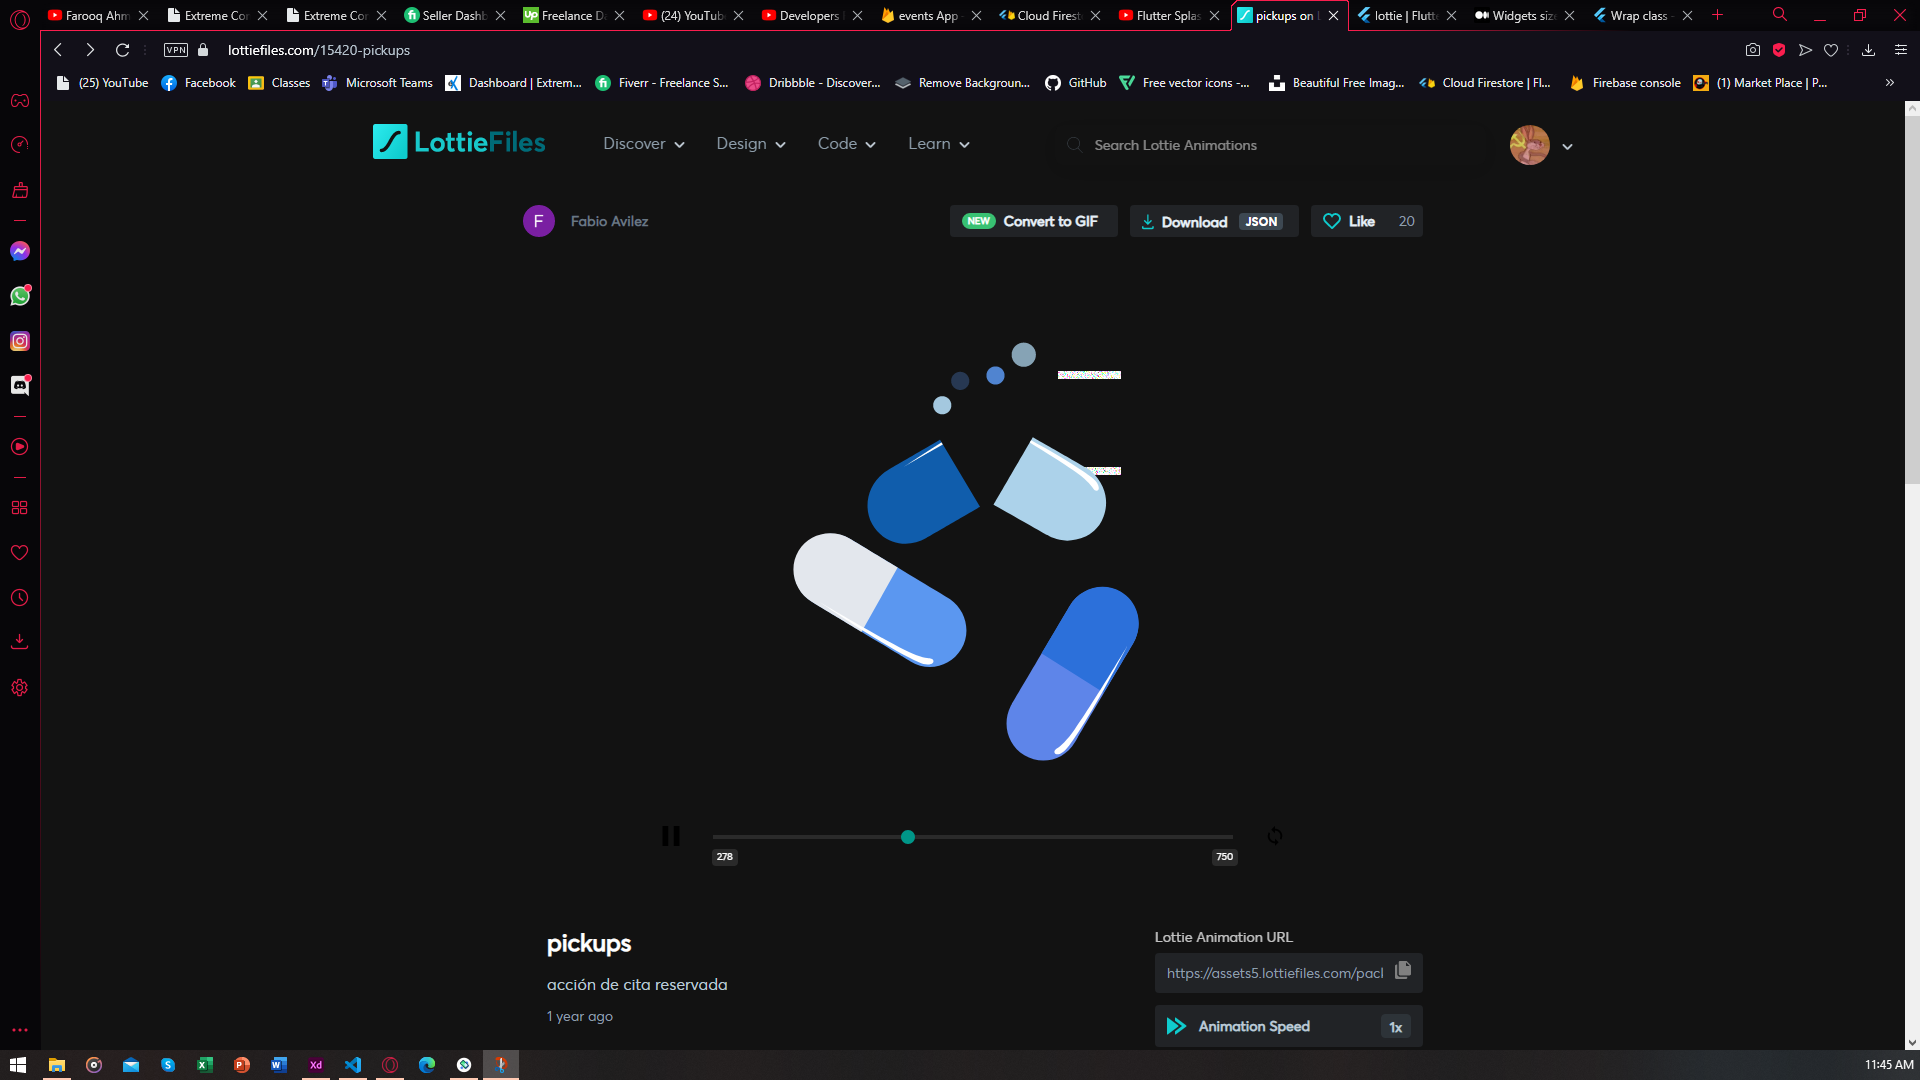 Farooq Ahm
Extreme Cor
Extreme Cor
Seller Dashb
Up
Freelance D
(24) YouTub
Developers
events App
Cloud Firest
Flutter Splas
pickups on
lottie | Flutt
Widgets size
Wrap class
VPN
lottiefiles.com/15420-pickups
(25) YouTube
Facebook
Classes
Microsoft Teams
Dashboard | Extrem...
Fiverr - Freelance S...
Dribbble - Discover...
Remove Backgroun...
GitHub
Free vector icons -...
Beautiful Free Imag...
Cloud Firestore | Fl...
Firebase console
(1) Market Place | P...
LottieFiles
Discover
Design
Code
Learn
Search Lottie Animations
F
Fabio Avilez
NEW Convert to GIF
Download JSON
Like 20
278
750
pickups
acción de cita reservada
1 year ago
Lottie Animation URL
https://assets5.lottiefiles.com/pacl
Animation Speed
1x
Xd
11:45 AM